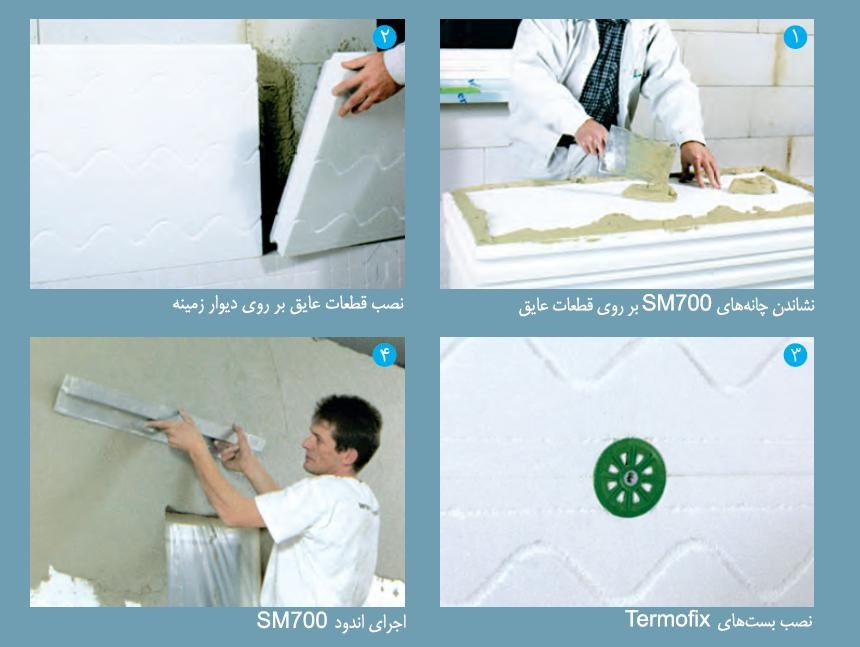 ۱
نشاندن چانه‌های SM700 بر روی قطعات عایق
۲
نصب قطعات عایق بر روی دیوار زمینه
۳
نصب بست‌های Termofix
۴
اجرای اندود SM700